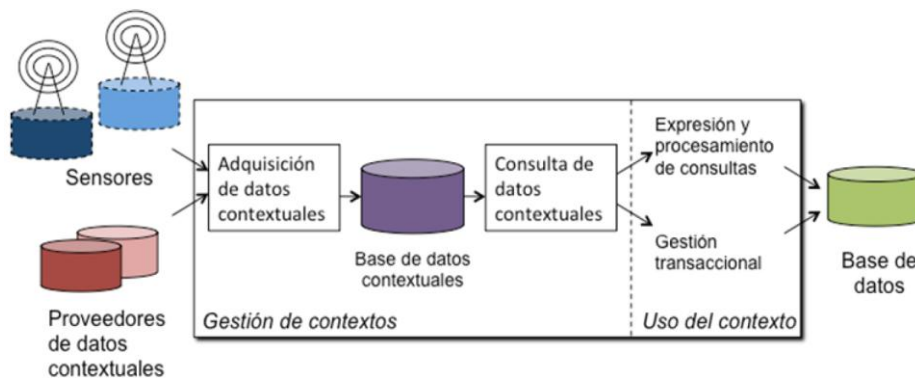 Sensores
Proveedores
de datos
contextuales
Adquisición
de datos
contextuales
Base de datos
contextuales
Consulta de
datos
contextuales
Gestión de contextos
Expresión y
procesamiento
de consultas
Gestión
transaccional
Uso del contexto
Base de
datos